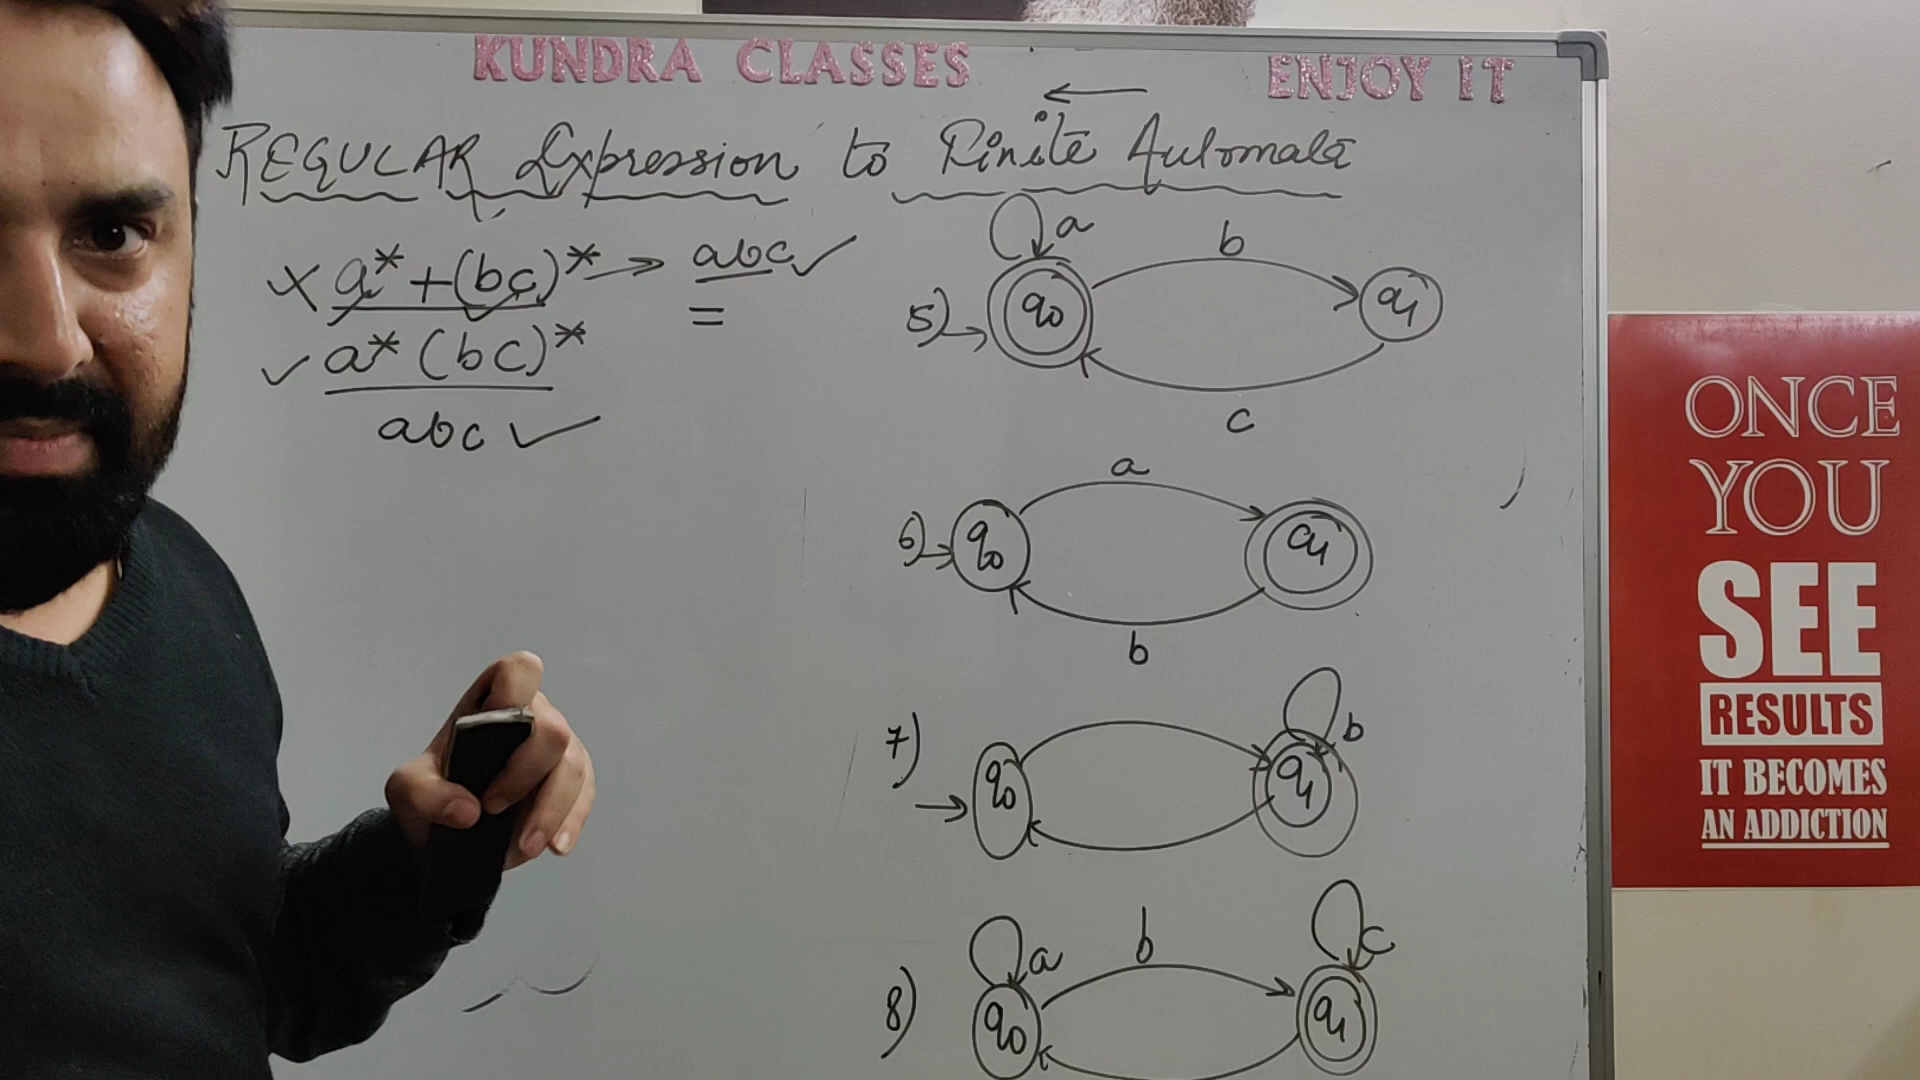 KUNDRA CLASSES ENJOY IT
REGULAR Expression to Finite Automata
× a* + (bc)* → abc ✓
=
✓ a* (bc)*
abc ✓
a
b
5) → q0 q1
c
a
6) → q0 q1
b
b
7) → q0 q1
a b c
8) q0 q1
ONCE
YOU
SEE
RESULTS
IT BECOMES
AN ADDICTION